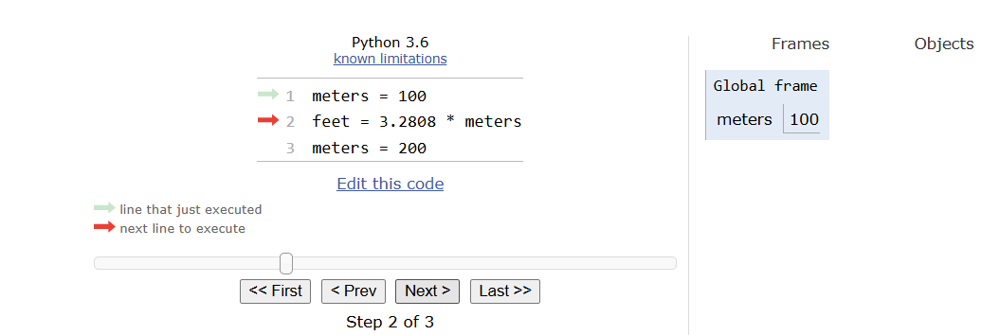 Python 3.6
known limitations
1 meters = 100
2 feet = 3.2808 * meters
3 meters = 200
Edit this code
line that just executed
next line to execute
<< First < Prev Next > Last >>
Step 2 of 3
Frames Objects
Global frame
meters 100